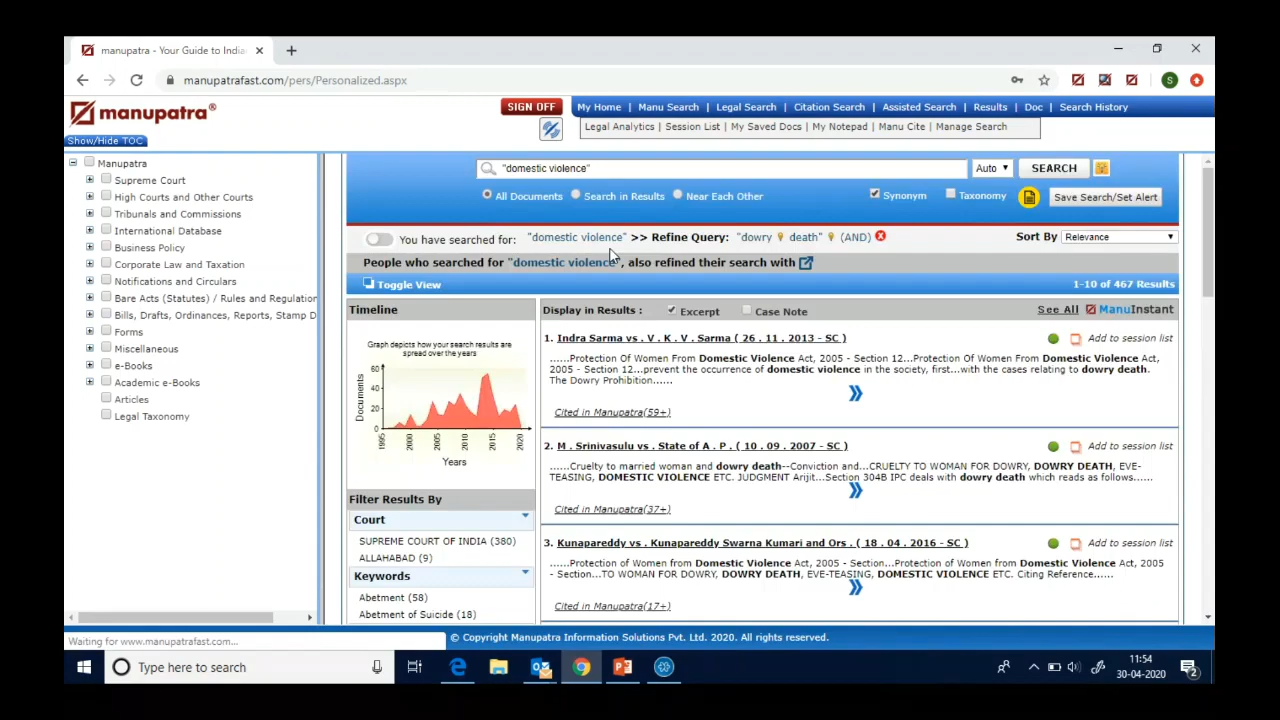 manupatra - Your Guide to India
manupatrafast.com/pers/Personalized.aspx
S
manupatra®
SIGN OFF
My Home | Manu Search | Legal Search | Citation Search | Assisted Search | Results | Doc | Search History
Legal Analytics | Session List | My Saved Docs | My Notepad | Manu Cite | Manage Search
Show/Hide TOC
Manupatra
Supreme Court
High Courts and Other Courts
Tribunals and Commissions
International Database
Business Policy
Corporate Law and Taxation
Notifications and Circulars
Bare Acts (Statutes) / Rules and Regulation
Bills, Drafts, Ordinances, Reports, Stamp D
Forms
Miscellaneous
e-Books
Academic e-Books
Articles
Legal Taxonomy
"domestic violence"
Auto
SEARCH
All Documents Search in Results Near Each Other
Synonym Taxonomy
Save Search/Set Alert
You have searched for: "domestic violence" >> Refine Query: "dowry death" (AND)
Sort By Relevance
People who searched for "domestic violence", also refined their search with
Toggle View
1-10 of 467 Results
Timeline
Graph depicts how your search results are
spread over the years
Documents
60
40
20
0
1995 2000 2005 2010 2015 2020
Years
Filter Results By
Court
SUPREME COURT OF INDIA (380)
ALLAHABAD (9)
Keywords
Abetment (58)
Abetment of Suicide (18)
Display in Results : Excerpt Case Note
See All ManuInstant
1. Indra Sarma vs . V . K . V . Sarma ( 26 . 11 . 2013 - SC )
Add to session list
......Protection Of Women From Domestic Violence Act, 2005 - Section 12...Protection Of Women From Domestic Violence Act,
2005 - Section 12...prevent the occurrence of domestic violence in the society, first...with the cases relating to dowry death.
The Dowry Prohibition......
Cited in Manupatra(59+)
2. M . Srinivasulu vs . State of A . P . ( 10 . 09 . 2007 - SC )
Add to session list
......Cruelty to married woman and dowry death--Conviction and...CRUELTY TO WOMAN FOR DOWRY, DOWRY DEATH, EVE-
TEASING, DOMESTIC VIOLENCE ETC. JUDGMENT Arijit...Section 304B IPC deals with dowry death which reads as follows......
Cited in Manupatra(37+)
3. Kunapareddy vs . Kunapareddy Swarna Kumari and Ors . ( 18 . 04 . 2016 - SC )
Add to session list
......Protection of Women from Domestic Violence Act, 2005 - Section...Protection of Women from Domestic Violence Act,
2005 - Section...TO WOMAN FOR DOWRY, DOWRY DEATH, EVE-TEASING, DOMESTIC VIOLENCE ETC. Citing Reference......
Cited in Manupatra(17+)
Waiting for www.manupatrafast.com...
© Copyright Manupatra Information Solutions Pvt. Ltd. 2020. All rights reserved.
Type here to search
11:54
30-04-2020
2